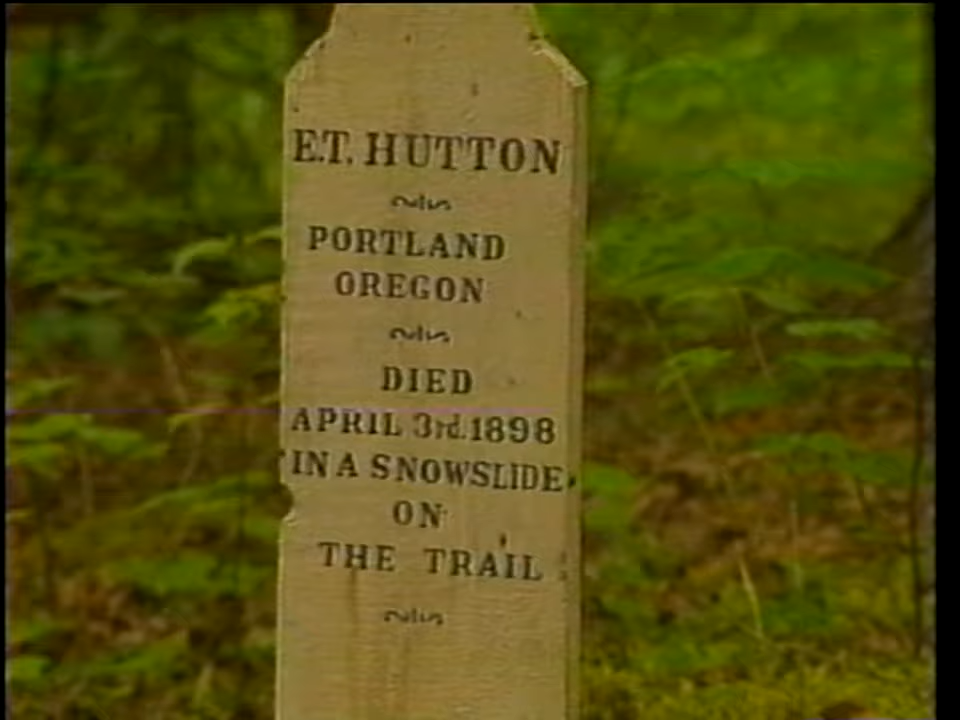 E.T. HUTTON
PORTLAND
OREGON
DIED
APRIL 3rd. 1898
IN A SNOWSLIDE
ON
THE TRAIL